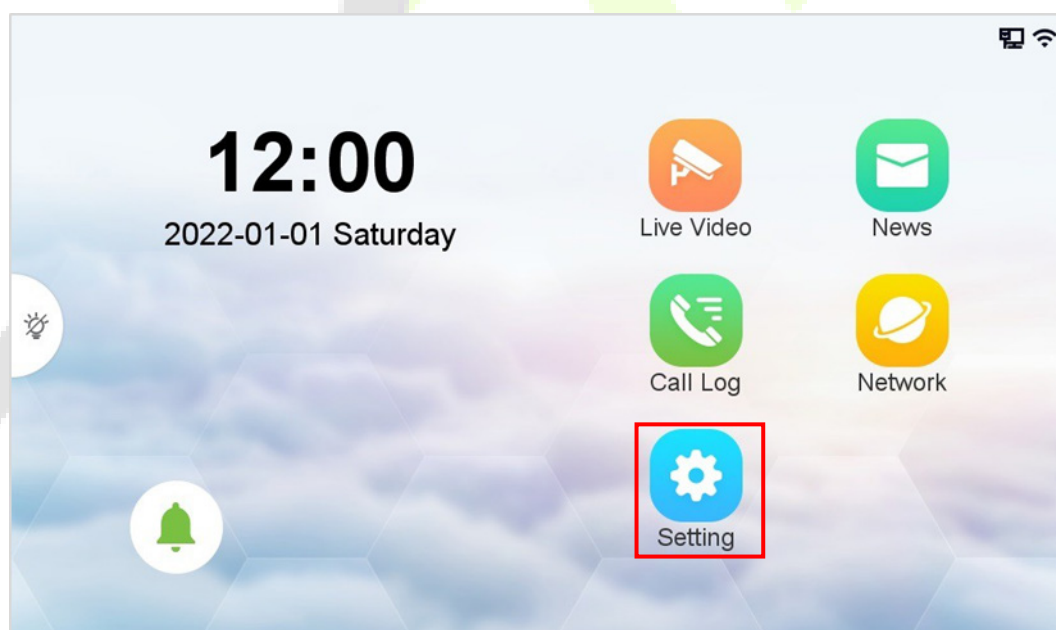 12:00
2022-01-01 Saturday
Live Video
News
Call Log
Network
Setting